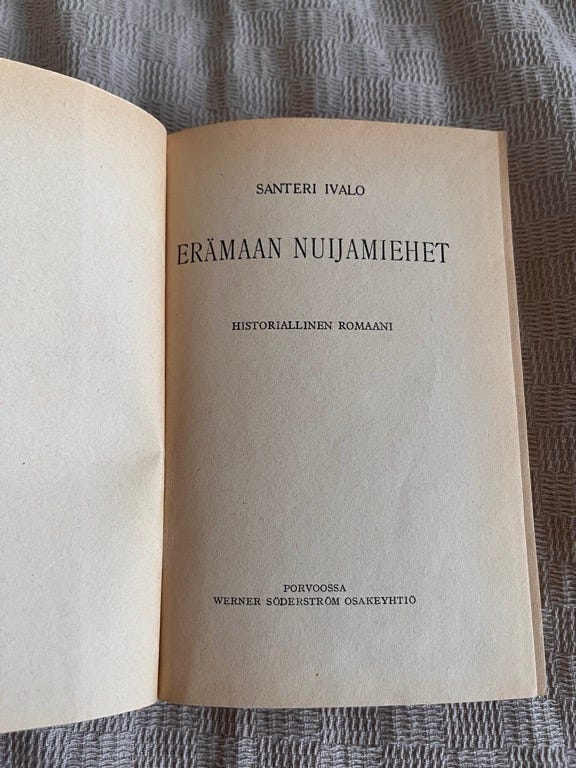 SANTERI IVALO
ERÄMAAN NUIJAMIEHET
HISTORIALLINEN ROMAANI
PORVOOSSA
WERNER SÖDERSTRÖM OSAKEYHTIÖ